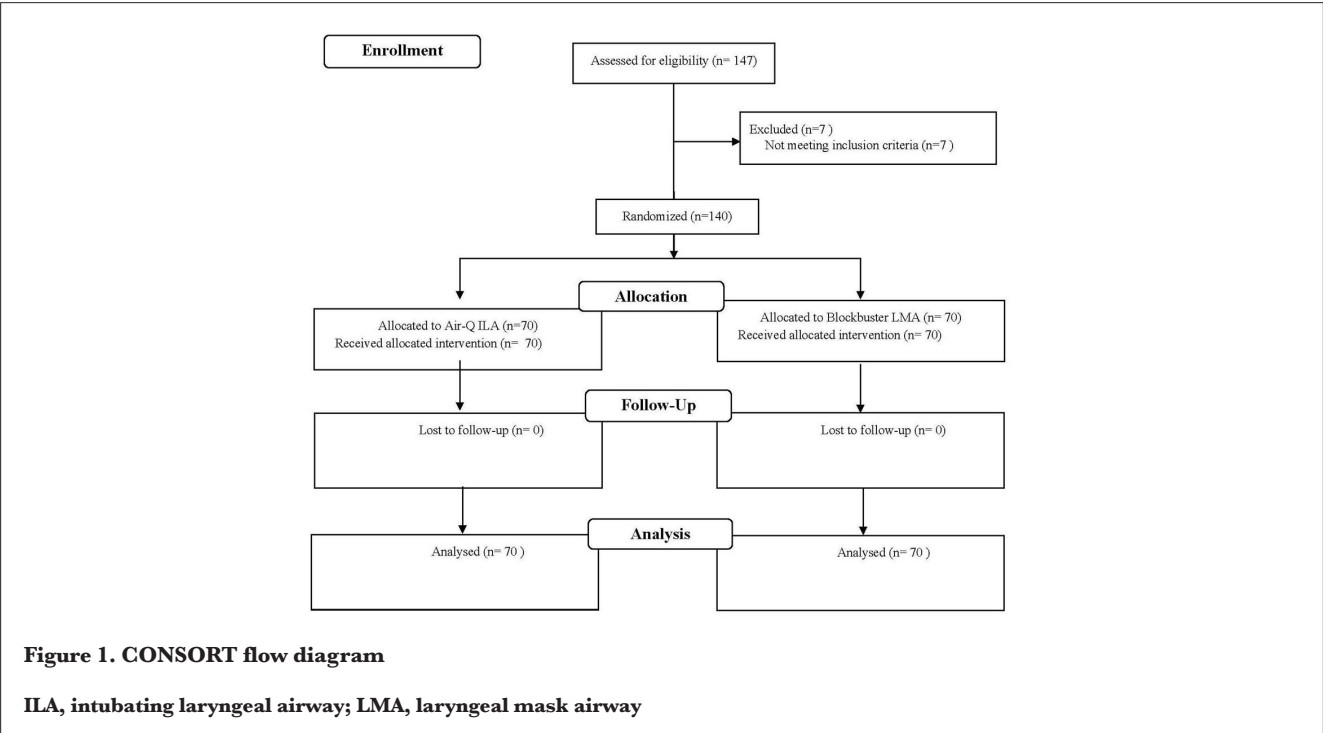 Enrollment
Assessed for eligibility (n= 147)
Excluded (n=7 )
Not meeting inclusion criteria (n=7 )
Randomized (n=140)
Allocation
Allocated to Air-Q ILA (n=70)
Received allocated intervention (n= 70)
Allocated to Blockbuster LMA (n= 70)
Received allocated intervention (n= 70)
Follow-Up
Lost to follow-up (n= 0)
Lost to follow-up (n= 0)
Analysis
Analysed (n= 70 )
Analysed (n= 70 )
Figure 1. CONSORT flow diagram
ILA, intubating laryngeal airway; LMA, laryngeal mask airway